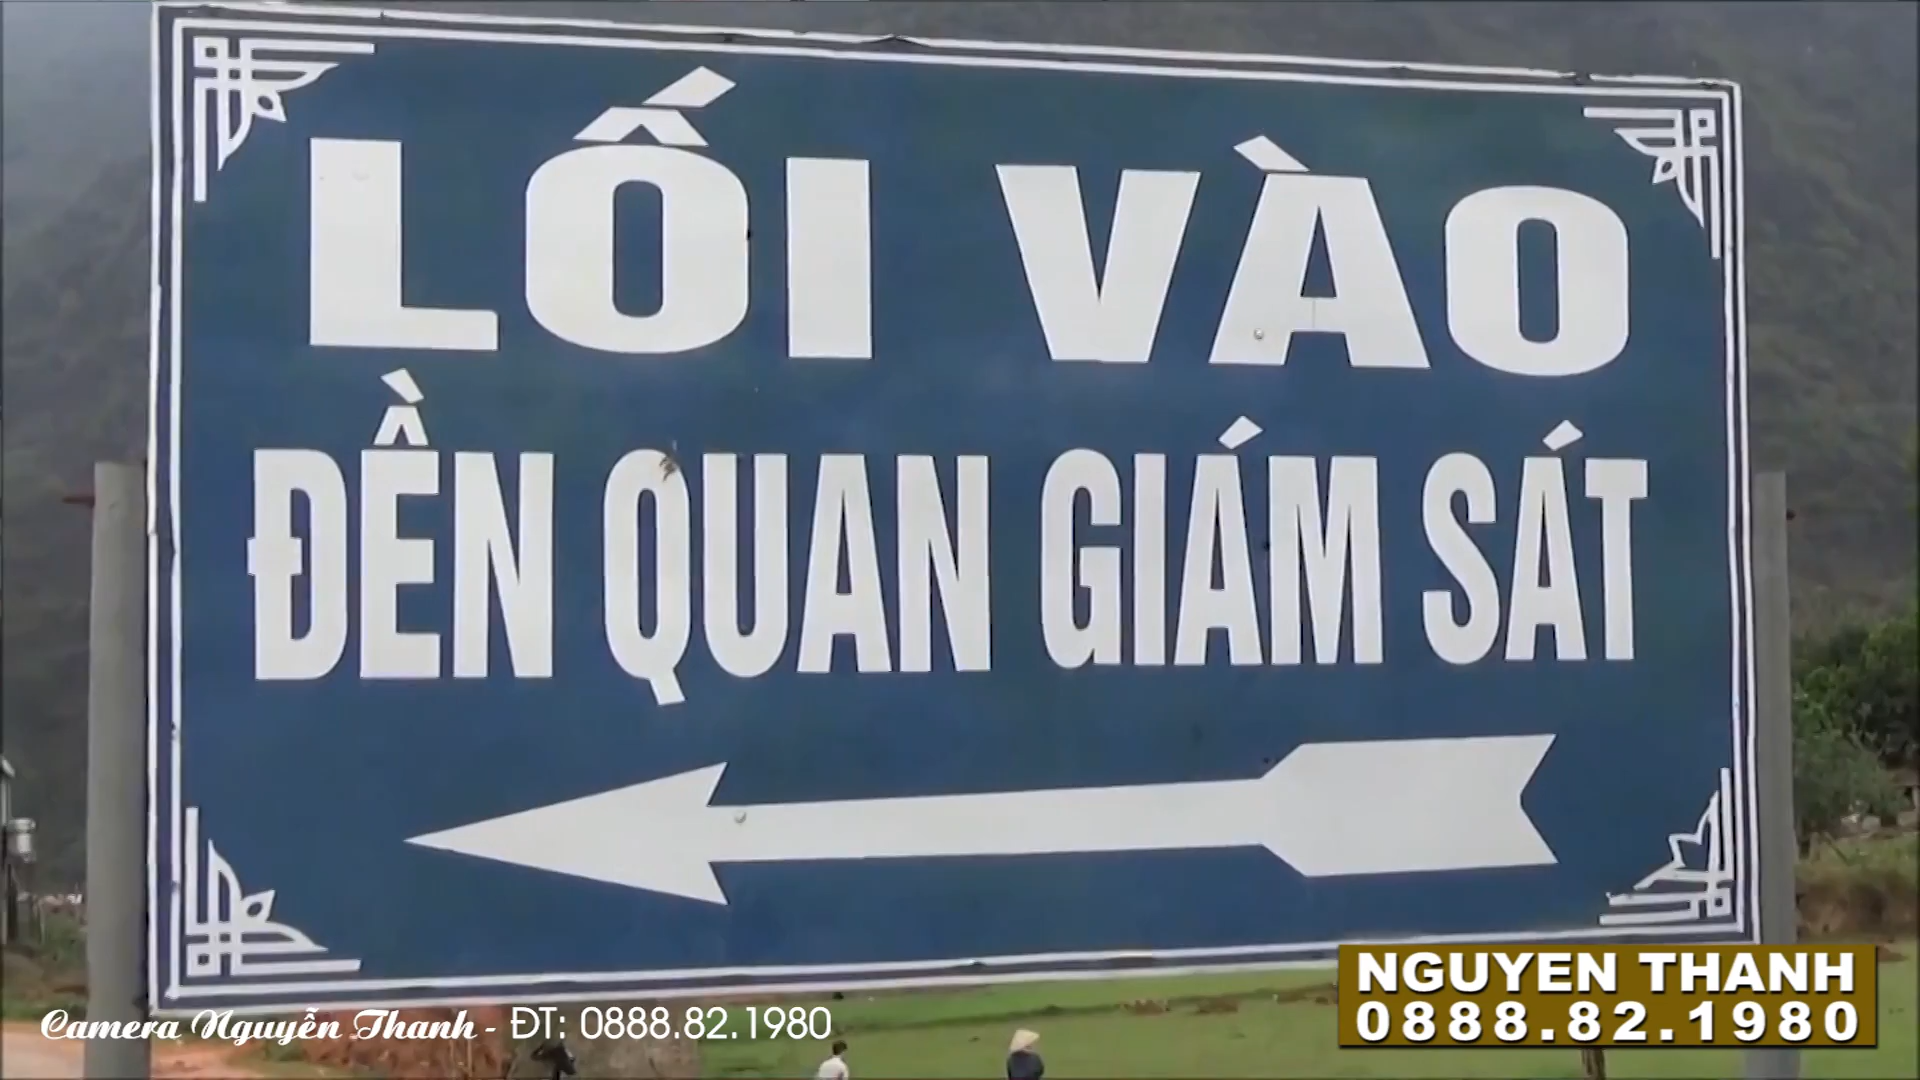 LỐI VÀO
ĐỀN QUAN GIÁM SÁT
Camera Nguyễn Thanh - ĐT: 0888.82.1980
NGUYEN THANH
0888.82.1980